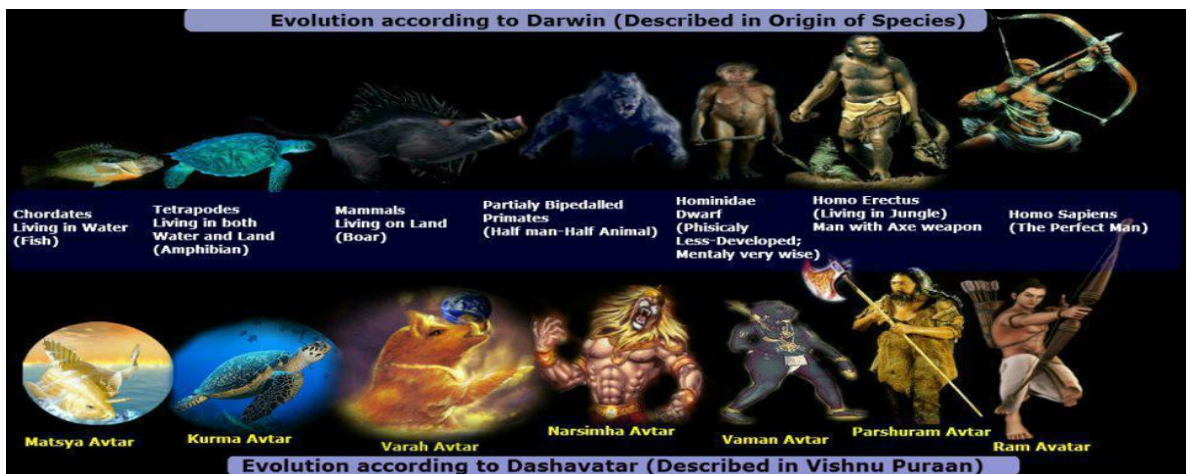 Evolution according to Darwin (Described in Origin of Species)
Chordates
Living in Water
(Fish)
Tetrapodes
Living in both
Water and Land
(Amphibian)
Mammals
Living on Land
(Boar)
Partialy Bipedalled
Primates
(Half man-Half Animal)
Hominidae
Dwarf
(Phisicaly
Less-Developed;
Mentaly very wise)
Homo Erectus
(Living in Jungle)
Man with Axe weapon
Homo Sapiens
(The Perfect Man)
Matsya Avtar
Kurma Avtar
Varah Avtar
Narsimha Avtar
Vaman Avtar
Parshuram Avtar
Ram Avatar
Evolution according to Dashavatar (Described in Vishnu Puraan)